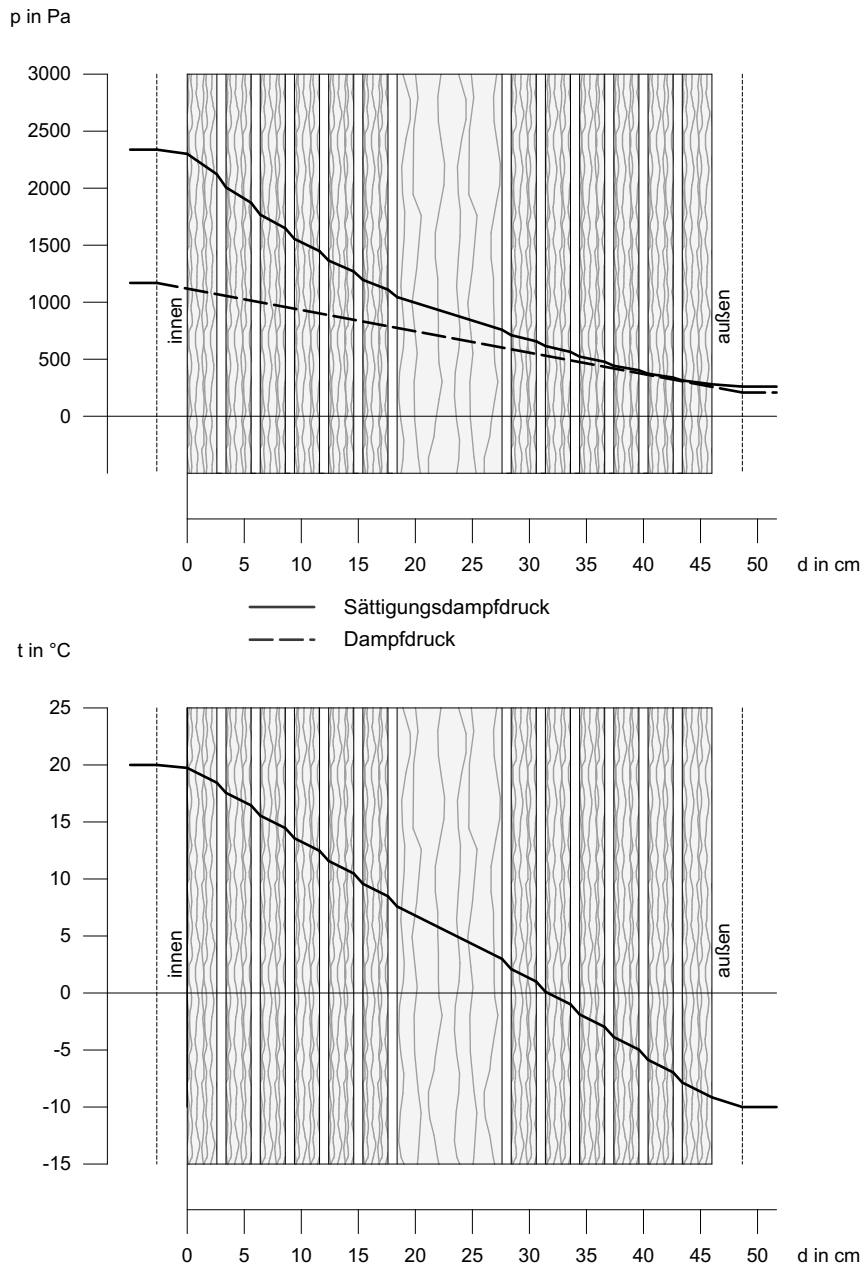 p in Pa
3000
2500
2000
1500
1000
500
0
innen
außen
0 5 10 15 20 25 30 35 40 45 50 d in cm
Sättigungsdampfdruck
Dampfdruck
t in °C
25
20
15
10
5
0
-5
-10
-15
innen
außen
0 5 10 15 20 25 30 35 40 45 50 d in cm